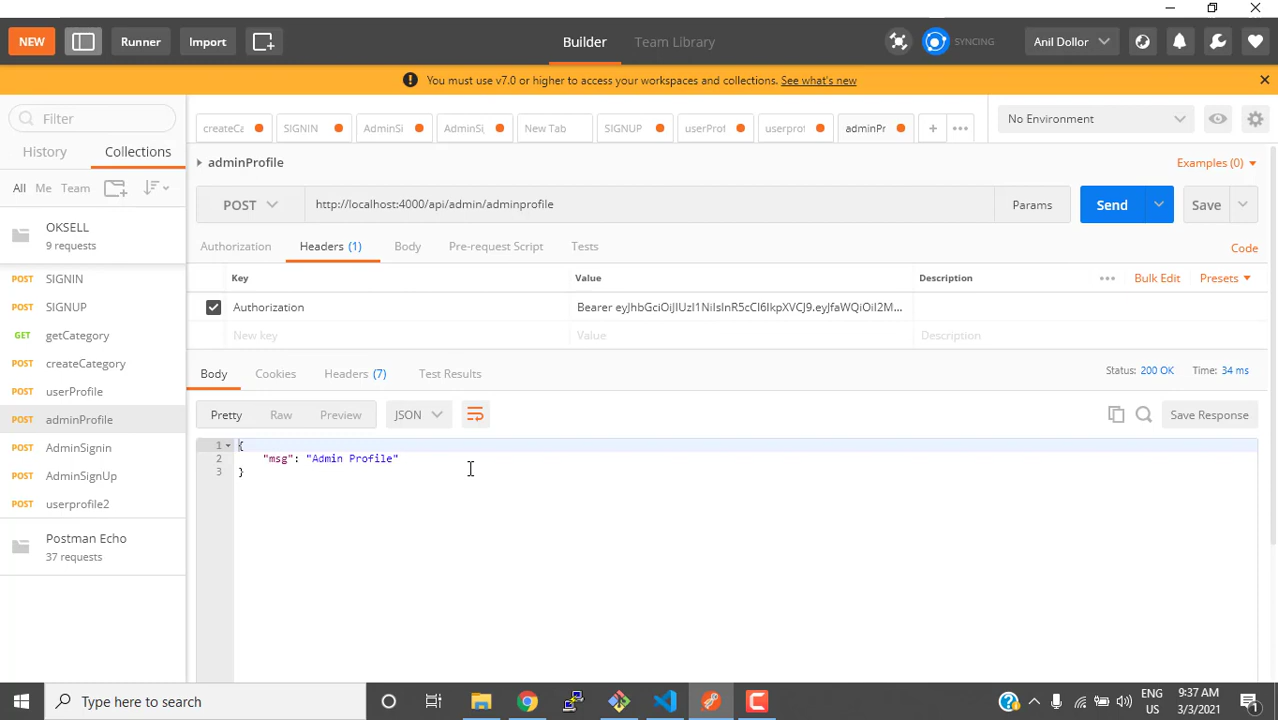 NEW
Runner
Import
Builder
Team Library
SYNCING
Anil Dollor
You must use v7.0 or higher to access your workspaces and collections. See what's new
Filter
History
Collections
All Me Team
OKSELL
9 requests
POST SIGNIN
POST SIGNUP
GET getCategory
POST createCategory
POST userProfile
POST adminProfile
POST AdminSignin
POST AdminSignUp
POST userprofile2
Postman Echo
37 requests
createCa
SIGNIN
AdminSi
AdminSi
New Tab
SIGNUP
userProf
userprof
adminPr
No Environment
adminProfile
Examples (0)
POST
http://localhost:4000/api/admin/adminprofile
Params
Send
Save
Authorization
Headers (1)
Body
Pre-request Script
Tests
Code
Key Value Description
Bulk Edit
Presets
Authorization
New key Value Description
Body
Cookies
Headers (7)
Test Results
Status: 200 OK
Time: 34 ms
Pretty
Raw
Preview
JSON
Save Response
1 {
2 "msg": "Admin Profile"
3 }
Type here to search
ENG
US
9:37 AM
3/3/2021
1